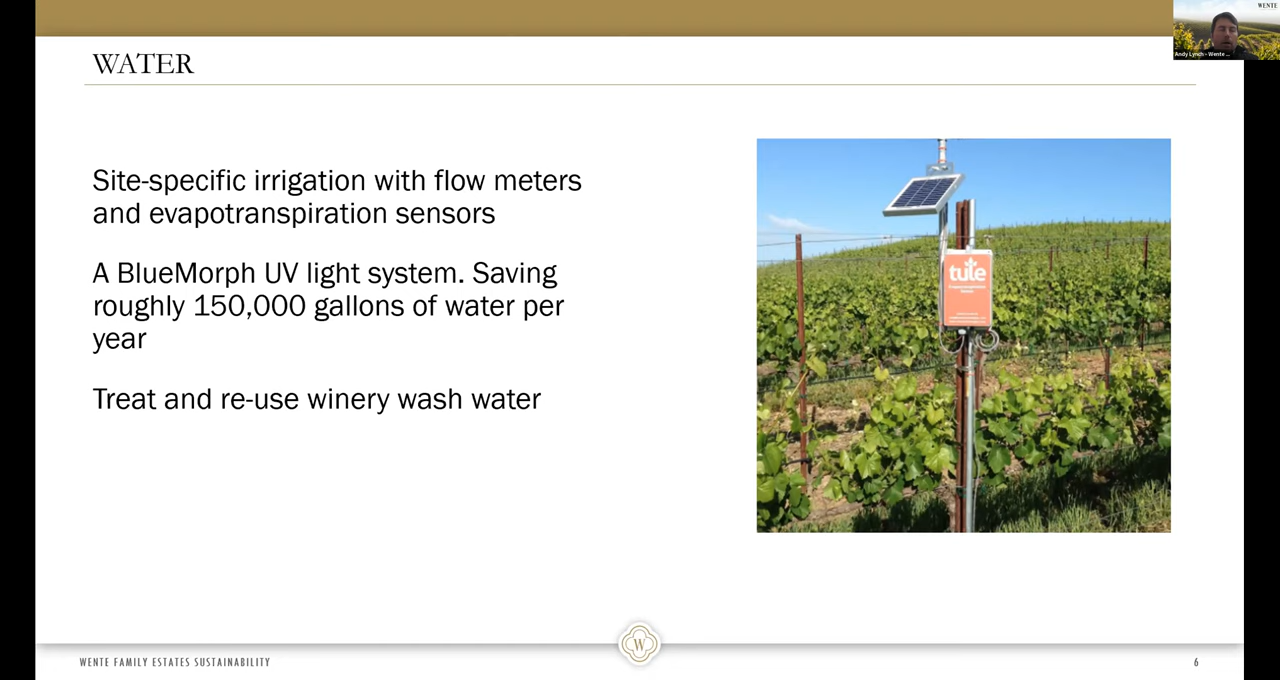 WENTE
Andy Lynch - Wente ...
WATER
Site-specific irrigation with flow meters
and evapotranspiration sensors
A BlueMorph UV light system. Saving
roughly 150,000 gallons of water per
year
Treat and re-use winery wash water
tule
W
WENTE FAMILY ESTATES SUSTAINABILITY
6